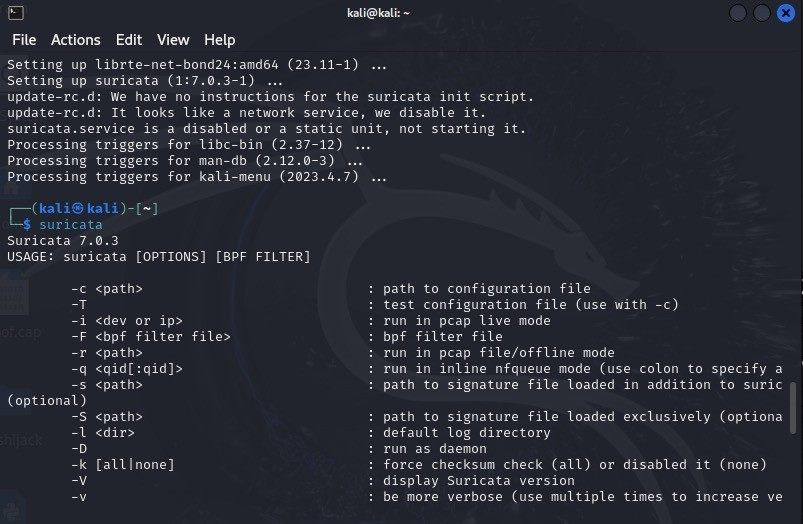 kali@kali: ~
File Actions Edit View Help
Setting up librte-net-bond24:amd64 (23.11-1) ...
Setting up suricata (1:7.0.3-1) ...
update-rc.d: We have no instructions for the suricata init script.
update-rc.d: It looks like a network service, we disable it.
suricata.service is a disabled or a static unit, not starting it.
Processing triggers for libc-bin (2.37-12) ...
Processing triggers for man-db (2.12.0-3) ...
Processing triggers for kali-menu (2023.4.7) ...
┌──(kali㉿kali)-[~]
└─$ suricata
Suricata 7.0.3
USAGE: suricata [OPTIONS] [BPF FILTER]
-c <path> : path to configuration file
-T : test configuration file (use with -c)
-i <dev or ip> : run in pcap live mode
-F <bpf filter file> : bpf filter file
-r <path> : run in pcap file/offline mode
-q <qid[:qid]> : run in inline nfqueue mode (use colon to specify a
-s <path> : path to signature file loaded in addition to suric
(optional)
-S <path> : path to signature file loaded exclusively (optiona
-l <dir> : default log directory
-D : run as daemon
-k [all|none] : force checksum check (all) or disabled it (none)
-V : display Suricata version
-v : be more verbose (use multiple times to increase ve